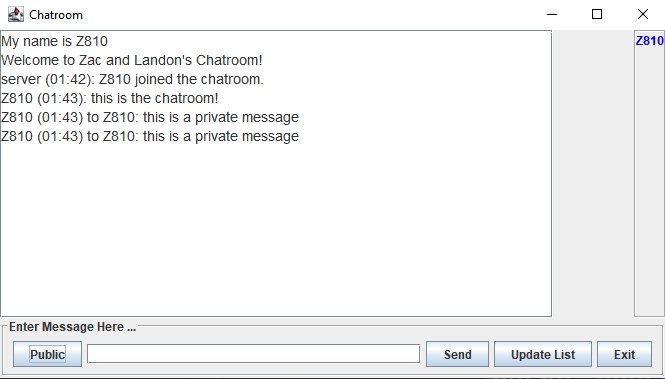 Chatroom
My name is Z810
Welcome to Zac and Landon's Chatroom!
server (01:42): Z810 joined the chatroom.
Z810 (01:43): this is the chatroom!
Z810 (01:43) to Z810: this is a private message
Z810 (01:43) to Z810: this is a private message
Z810
Enter Message Here ...
Public
Send
Update List
Exit